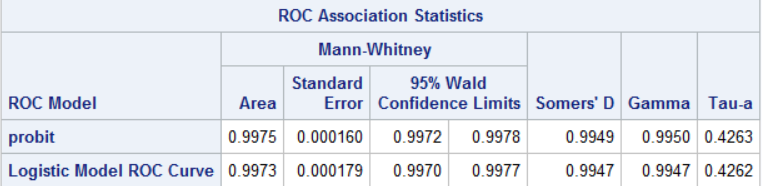 ROC Association Statistics
Mann-Whitney
ROC Model Area Standard Error 95% Wald Confidence Limits Somers' D Gamma Tau-a
probit 0.9975 0.000160 0.9972 0.9978 0.9949 0.9950 0.4263
Logistic Model ROC Curve 0.9973 0.000179 0.9970 0.9977 0.9947 0.9947 0.4262